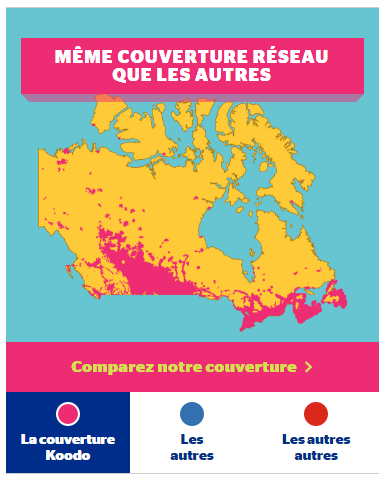 MÊME COUVERTURE RÉSEAU
QUE LES AUTRES
Comparez notre couverture >
La couverture
Koodo
Les
autres
Les autres
autres